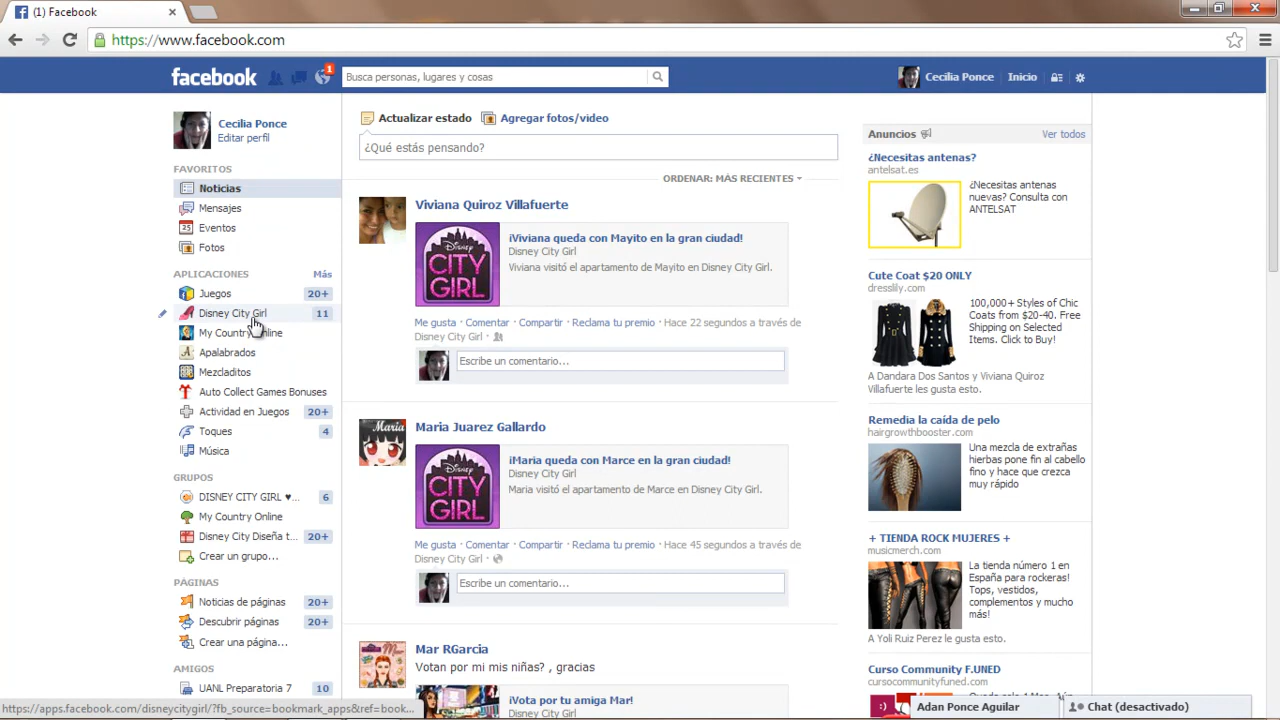 (1) Facebook
https://www.facebook.com
facebook
1
Busca personas, lugares y cosas
Cecilia Ponce
Inicio
Cecilia Ponce
Editar perfil
FAVORITOS
Noticias
Mensajes
Eventos
Fotos
APLICACIONES
Más
Juegos
20+
Disney City Girl
11
My Country Online
Apalabrados
Mezcladitos
Auto Collect Games Bonuses
Actividad en Juegos
20+
Toques
4
Música
GRUPOS
DISNEY CITY GIRL ♥...
6
My Country Online
Disney City Diseña t...
20+
Crear un grupo...
PÁGINAS
Noticias de páginas
20+
Descubrir páginas
20+
Crear una página...
AMIGOS
UANL Preparatoria 7
10
https://apps.facebook.com/disneycitygirl/?fb_source=bookmark_apps&ref=book...
Actualizar estado
Agregar fotos/video
¿Qué estás pensando?
ORDENAR: MÁS RECIENTES
Viviana Quiroz Villafuerte
DISNEY
CITY
GIRL
¡Viviana queda con Mayito en la gran ciudad!
Disney City Girl
Viviana visitó el apartamento de Mayito en Disney City Girl.
Me gusta · Comentar · Compartir · Reclama tu premio · Hace 22 segundos a través de
Disney City Girl ·
Escribe un comentario...
Maria Juarez Gallardo
Maria
DISNEY
CITY
GIRL
¡Maria queda con Marce en la gran ciudad!
Disney City Girl
Maria visitó el apartamento de Marce en Disney City Girl.
Me gusta · Comentar · Compartir · Reclama tu premio · Hace 45 segundos a través de
Disney City Girl ·
Escribe un comentario...
Mar RGarcia
Votan por mi mis niñas? , gracias
¡Vota por tu amiga Mar!
Disney City Girl
Anuncios
Ver todos
¿Necesitas antenas?
antelsat.es
¿Necesitas antenas
nuevas? Consulta con
ANTELSAT
Cute Coat $20 ONLY
dresslily.com
100,000+ Styles of Chic
Coats from $20-40. Free
Shipping on Selected
Items. Click to Buy!
A Dandara Dos Santos y Viviana Quiroz
Villafuerte les gusta esto.
Remedia la caída de pelo
hairgrowthbooster.com
Una mezcla de extrañas
hierbas pone fin al cabello
fino y hace que crezca
muy rápido
+ TIENDA ROCK MUJERES +
musicmerch.com
La tienda número 1 en
España para rockeras!
Tops, vestidos,
complementos y mucho
más!
A Yoli Ruiz Perez le gusta esto.
Curso Community F.UNED
cursocommunityfuned.com
:)
Adan Ponce Aguilar
Chat (desactivado)